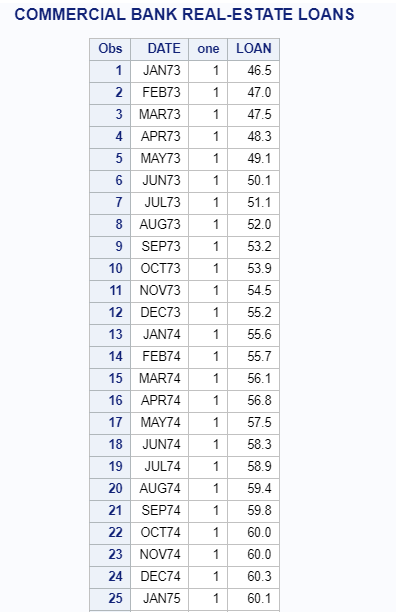 COMMERCIAL BANK REAL-ESTATE LOANS
Obs DATE one LOAN
1 JAN73 1 46.5
2 FEB73 1 47.0
3 MAR73 1 47.5
4 APR73 1 48.3
5 MAY73 1 49.1
6 JUN73 1 50.1
7 JUL73 1 51.1
8 AUG73 1 52.0
9 SEP73 1 53.2
10 OCT73 1 53.9
11 NOV73 1 54.5
12 DEC73 1 55.2
13 JAN74 1 55.6
14 FEB74 1 55.7
15 MAR74 1 56.1
16 APR74 1 56.8
17 MAY74 1 57.5
18 JUN74 1 58.3
19 JUL74 1 58.9
20 AUG74 1 59.4
21 SEP74 1 59.8
22 OCT74 1 60.0
23 NOV74 1 60.0
24 DEC74 1 60.3
25 JAN75 1 60.1